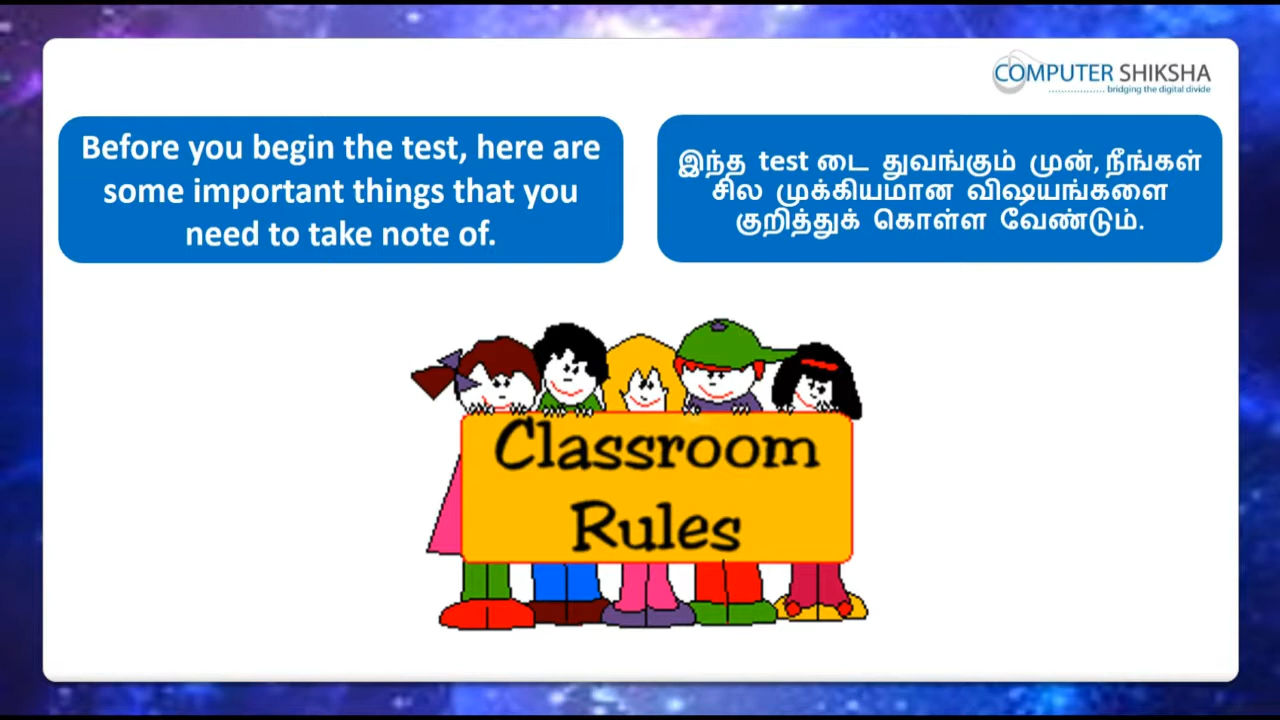 COMPUTER SHIKSHA
bridging the digital divide
Before you begin the test, here are
some important things that you
need to take note of.
இந்த test டை துவங்கும் முன், நீங்கள்
சில முக்கியமான விஷயங்களை
குறித்துக் கொள்ள வேண்டும்.
Classroom
Rules